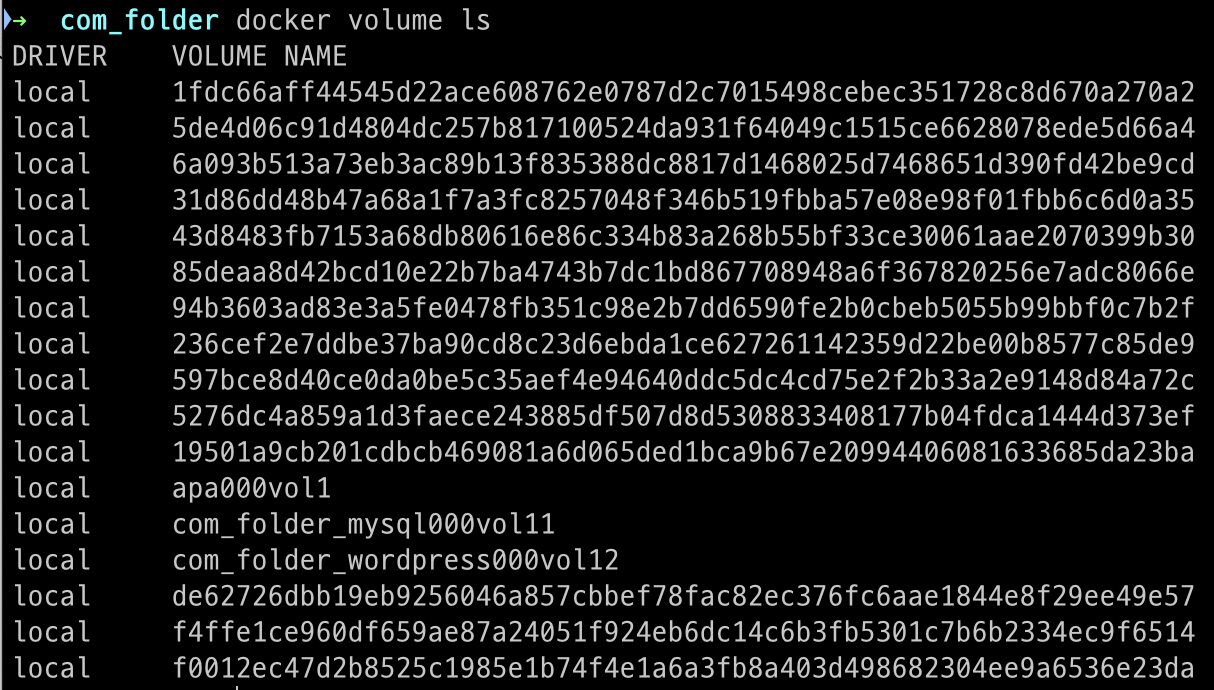 → com_folder docker volume ls
DRIVER VOLUME NAME
local 1fdc66aff44545d22ace608762e0787d2c7015498cebec351728c8d670a270a2
local 5de4d06c91d4804dc257b817100524da931f64049c1515ce6628078ede5d66a4
local 6a093b513a73eb3ac89b13f835388dc8817d1468025d7468651d390fd42be9cd
local 31d86dd48b47a68a1f7a3fc8257048f346b519fbba57e08e98f01fbb6c6d0a35
local 43d8483fb7153a68db80616e86c334b83a268b55bf33ce30061aae2070399b30
local 85deaa8d42bcd10e22b7ba4743b7dc1bd867708948a6f367820256e7adc8066e
local 94b3603ad83e3a5fe0478fb351c98e2b7dd6590fe2b0cbeb5055b99bbf0c7b2f
local 236cef2e7ddbe37ba90cd8c23d6ebda1ce627261142359d22be00b8577c85de9
local 597bce8d40ce0da0be5c35aef4e94640ddc5dc4cd75e2f2b33a2e9148d84a72c
local 5276dc4a859a1d3faece243885df507d8d5308833408177b04fdca1444d373ef
local 19501a9cb201cdbcb469081a6d065ded1bca9b67e20994406081633685da23ba
local apa000vol1
local com_folder_mysql000vol11
local com_folder_wordpress000vol12
local de62726dbb19eb9256046a857cbbef78fac82ec376fc6aae1844e8f29ee49e57
local f4ffe1ce960df659ae87a24051f924eb6dc14c6b3fb5301c7b6b2334ec9f6514
local f0012ec47d2b8525c1985e1b74f4e1a6a3fb8a403d498682304ee9a6536e23da